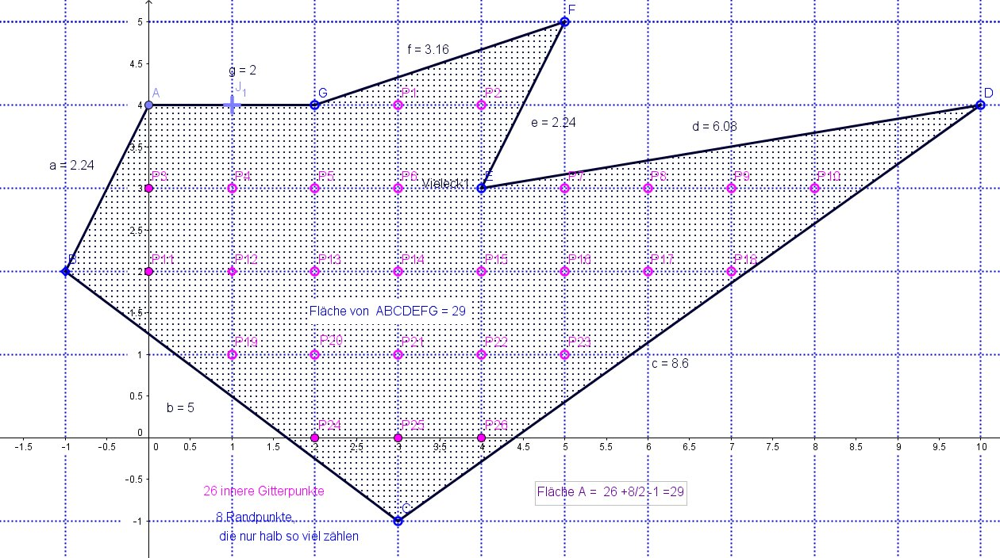 F
5
f = 3.16
4.5
g = 2
A
J1
G
P1
P2
D
4
e = 2.24
d = 6.08
3.5
a = 2.24
P3
P4
P5
P6
E
P7
P8
P9
P10
Vieleck1
3
2.5
B
P11
P12
P13
P14
P15
P16
P17
P18
2
Fläche von ABCDEFG = 29
1.5
P19
P20
P21
P22
P23
1
c = 8.6
0.5
b = 5
P24
P25
P26
0
-1.5 -1 -0.5 0 0.5 1 1.5 2 2.5 3 3.5 4 4.5 5 5.5 6 6.5 7 7.5 8 8.5 9 9.5 10
-0.5
26 innere Gitterpunkte
Fläche A = 26 +8/2 -1 =29
C
8 Randpunkte,
-1
die nur halb so viel zählen